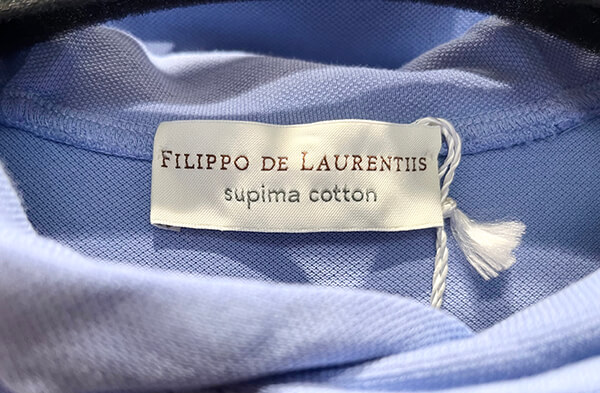 FILIPPO DE LAURENTIIS
supima cotton